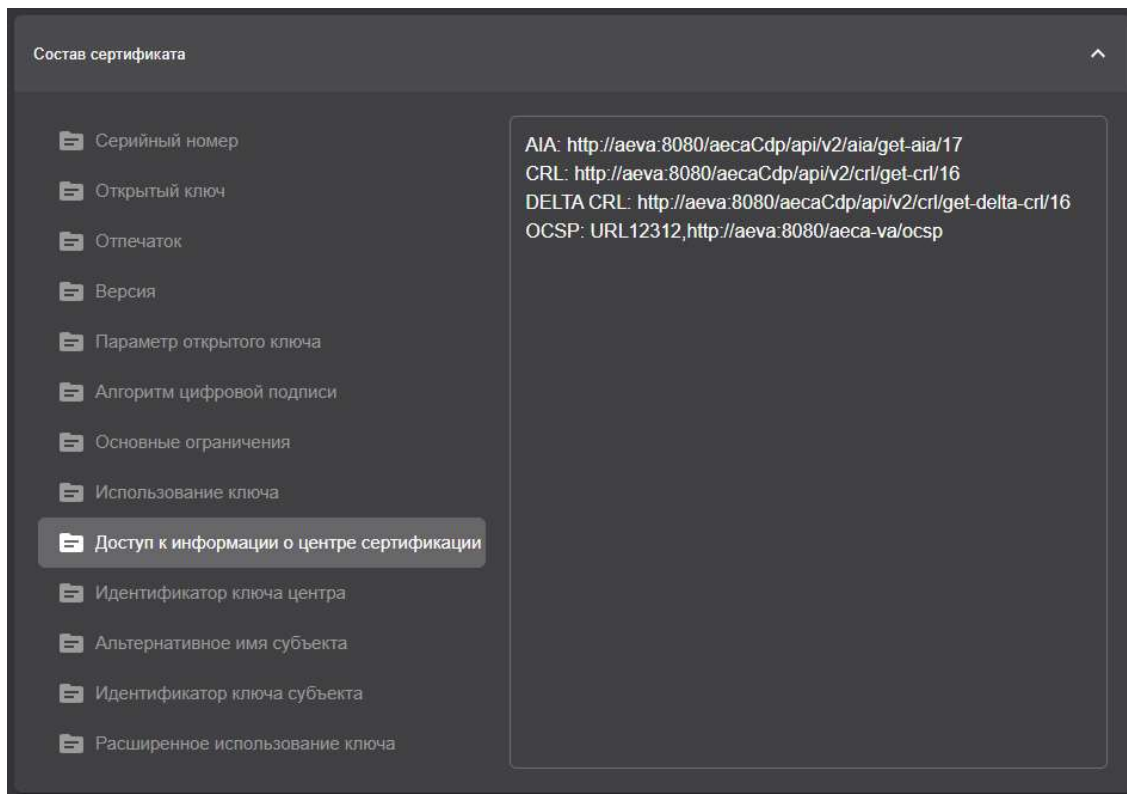 Состав сертификата
Серийный номер
Открытый ключ
Отпечаток
Версия
Параметр открытого ключа
Алгоритм цифровой подписи
Основные ограничения
Использование ключа
Доступ к информации о центре сертификации
Идентификатор ключа центра
Альтернативное имя субъекта
Идентификатор ключа субъекта
Расширенное использование ключа
AIA: http://aeva:8080/aecaCdp/api/v2/aia/get-aia/17
CRL: http://aeva:8080/aecaCdp/api/v2/crl/get-crl/16
DELTA CRL: http://aeva:8080/aecaCdp/api/v2/crl/get-delta-crl/16
OCSP: URL12312,http://aeva:8080/aeca-va/ocsp